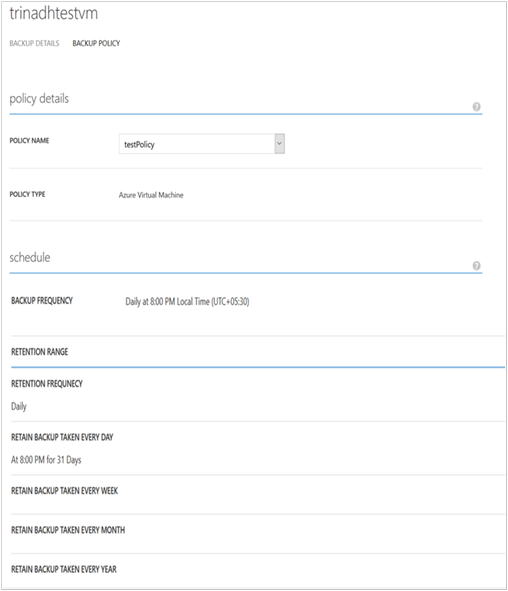 trinadhtestvm
BACKUP DETAILS BACKUP POLICY
policy details
?
POLICY NAME testPolicy
POLICY TYPE Azure Virtual Machine
schedule
?
BACKUP FREQUENCY Daily at 8:00 PM Local Time (UTC+05:30)
RETENTION RANGE
RETENTION FREQUNECY
Daily
RETAIN BACKUP TAKEN EVERY DAY
At 8:00 PM for 31 Days
RETAIN BACKUP TAKEN EVERY WEEK
RETAIN BACKUP TAKEN EVERY MONTH
RETAIN BACKUP TAKEN EVERY YEAR